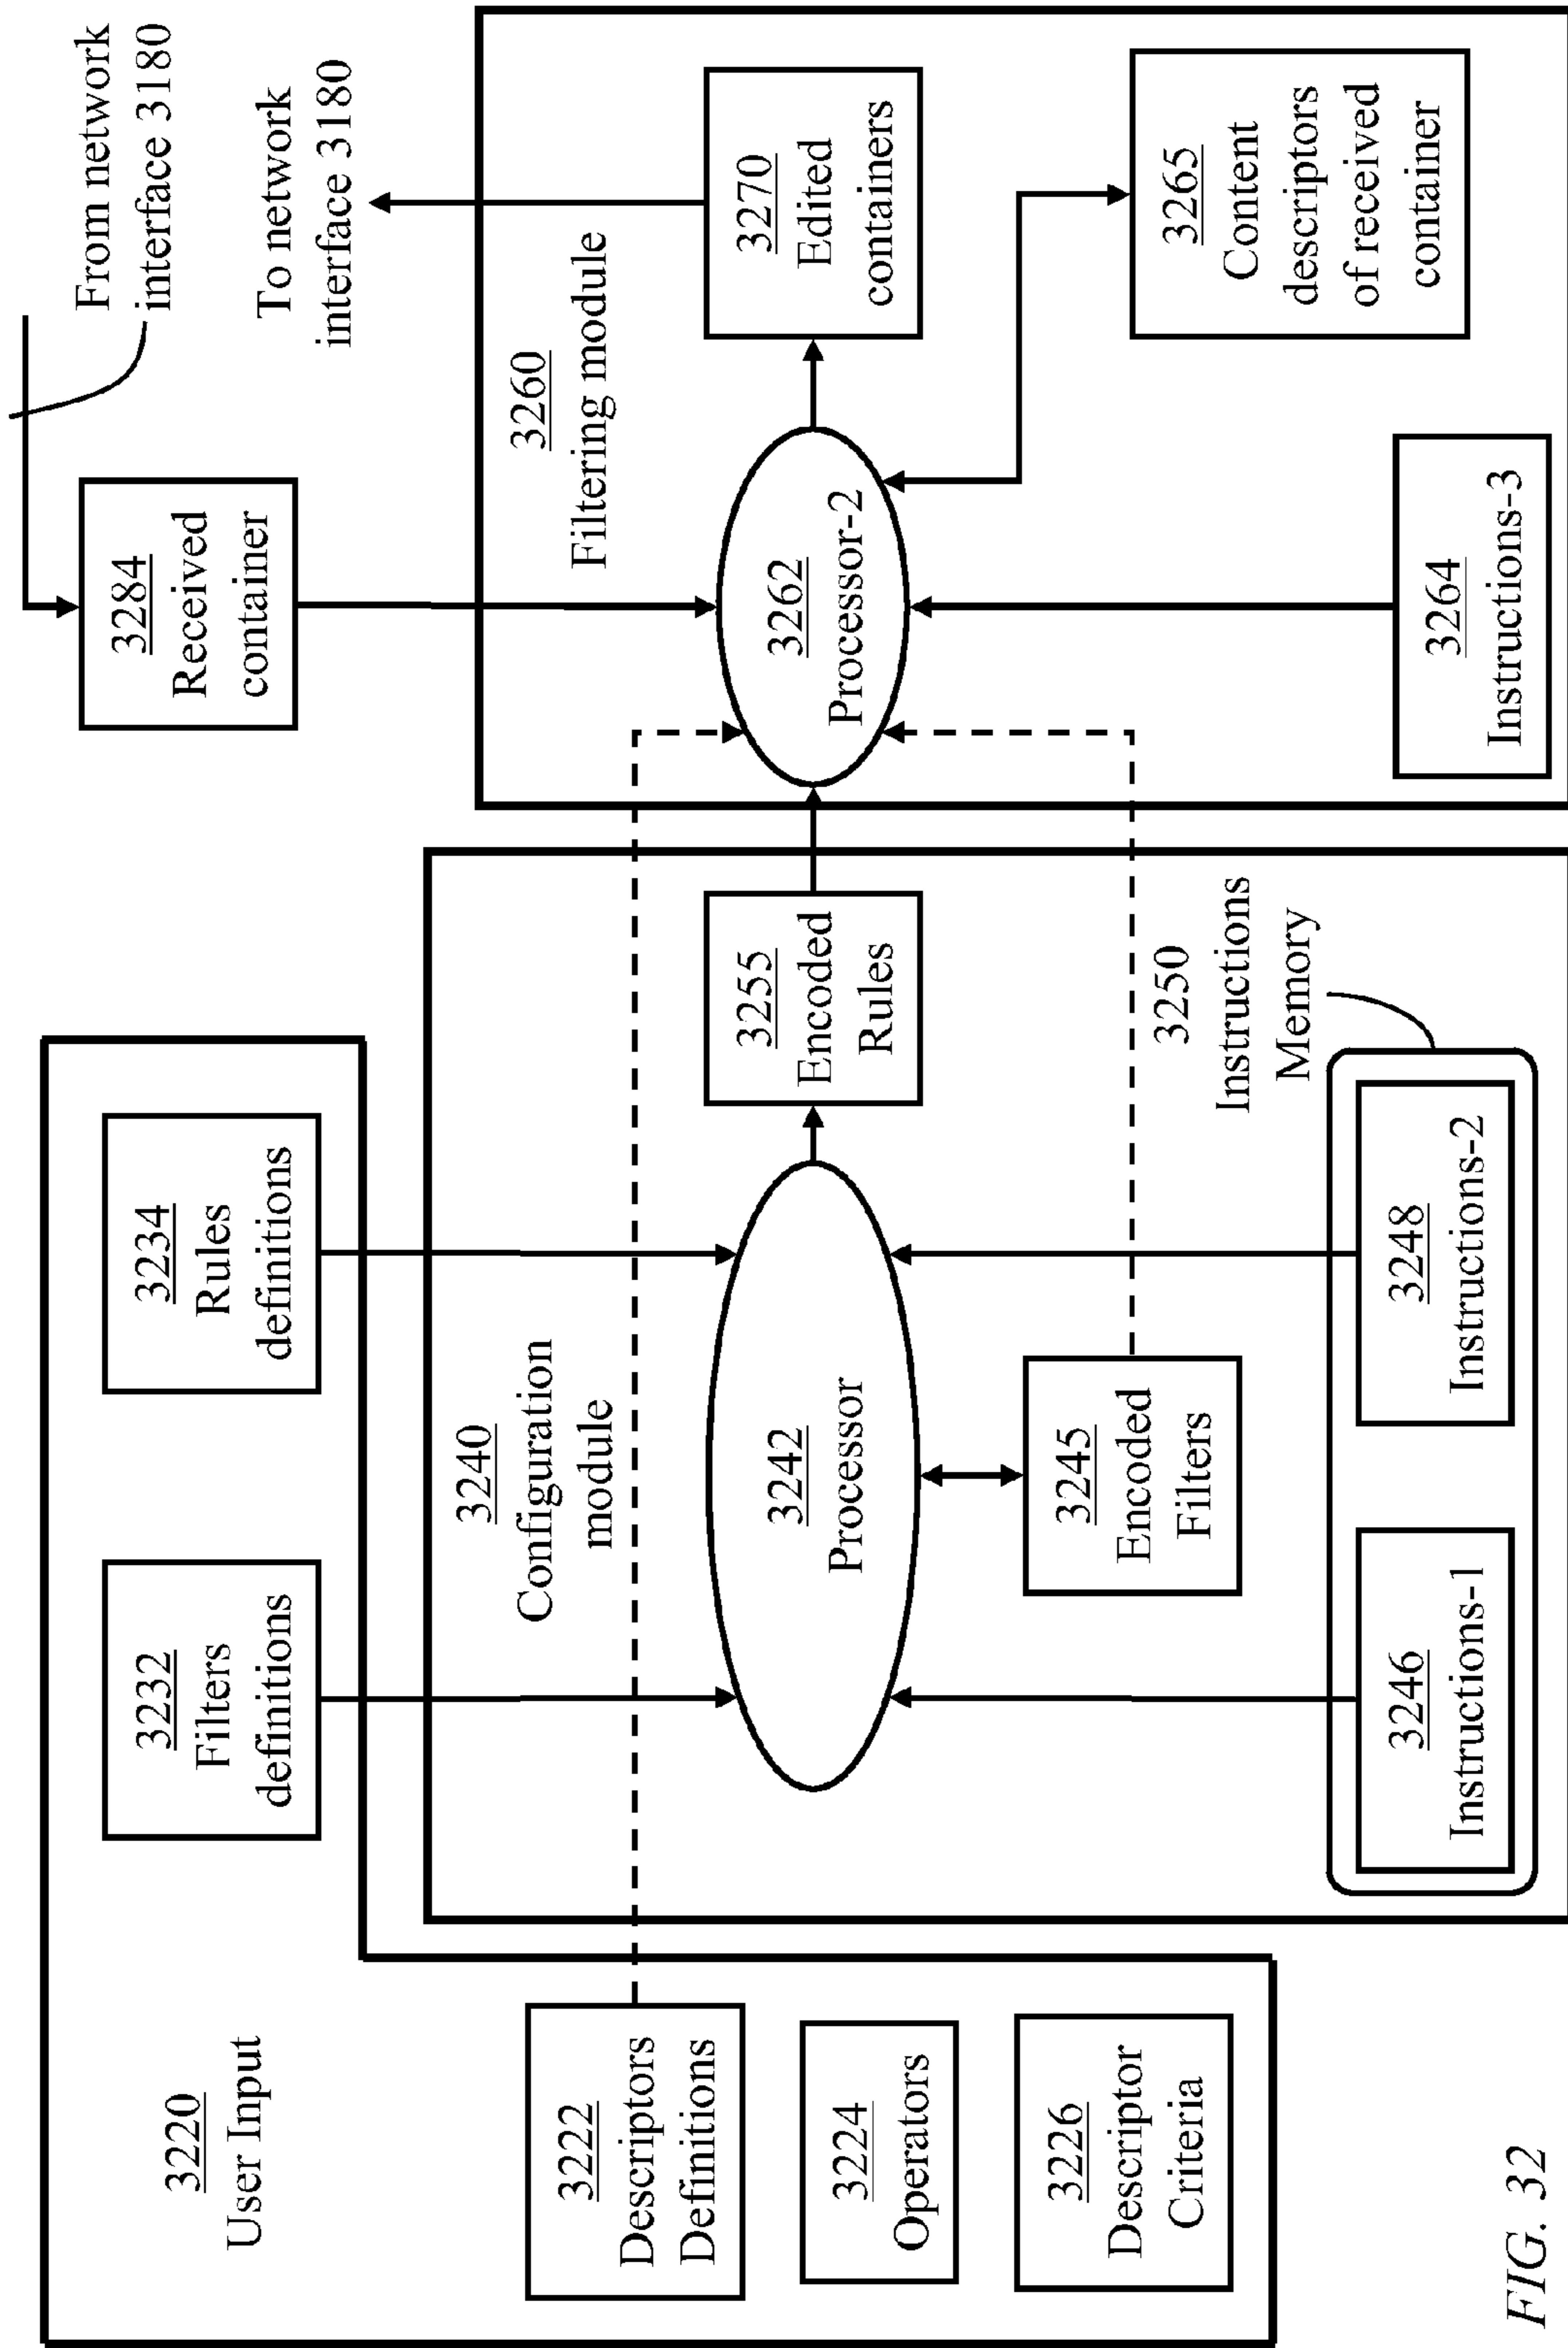 3220
User Input
3222
Descriptors
Definitions
3224
Operators
3226
Descriptor
Criteria
3232
Filters
definitions
3234
Rules
definitions
3240
Configuration
module
3242
Processor
3245
Encoded
Filters
3246
Instructions-1
3248
Instructions-2
3250
Instructions
Memory
3255
Encoded
Rules
3284
Received
container
From network
interface 3180
To network
interface 3180
3260
Filtering module
3262
Processor-2
3270
Edited
containers
3265
Content
descriptors
of received
container
3264
Instructions-3
FIG. 32